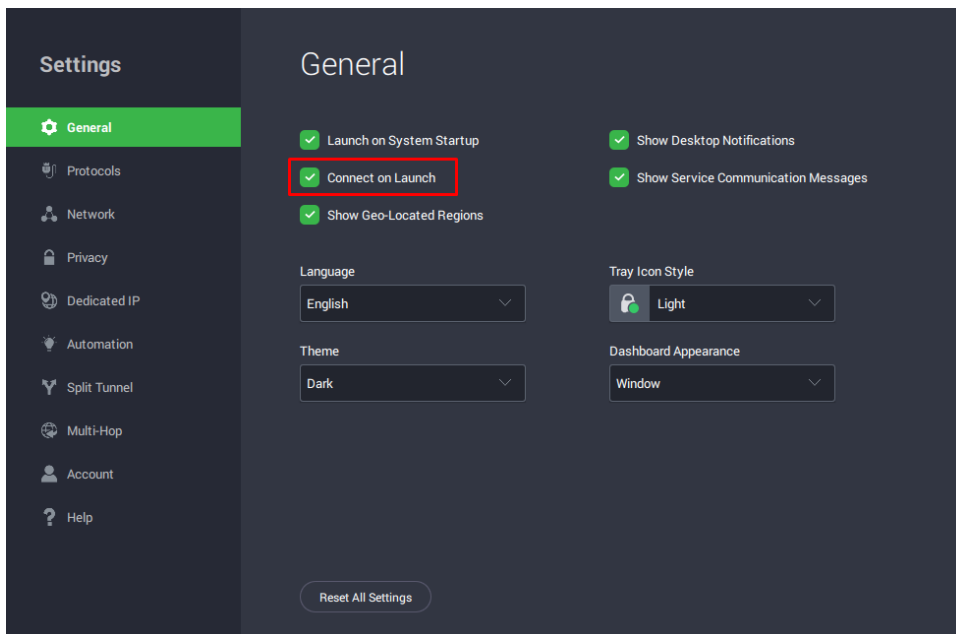 Settings
General
Protocols
Network
Privacy
Dedicated IP
Automation
Split Tunnel
Multi-Hop
Account
Help
General
Launch on System Startup
Connect on Launch
Show Geo-Located Regions
Show Desktop Notifications
Show Service Communication Messages
Language
English
Tray Icon Style
Light
Theme
Dark
Dashboard Appearance
Window
Reset All Settings